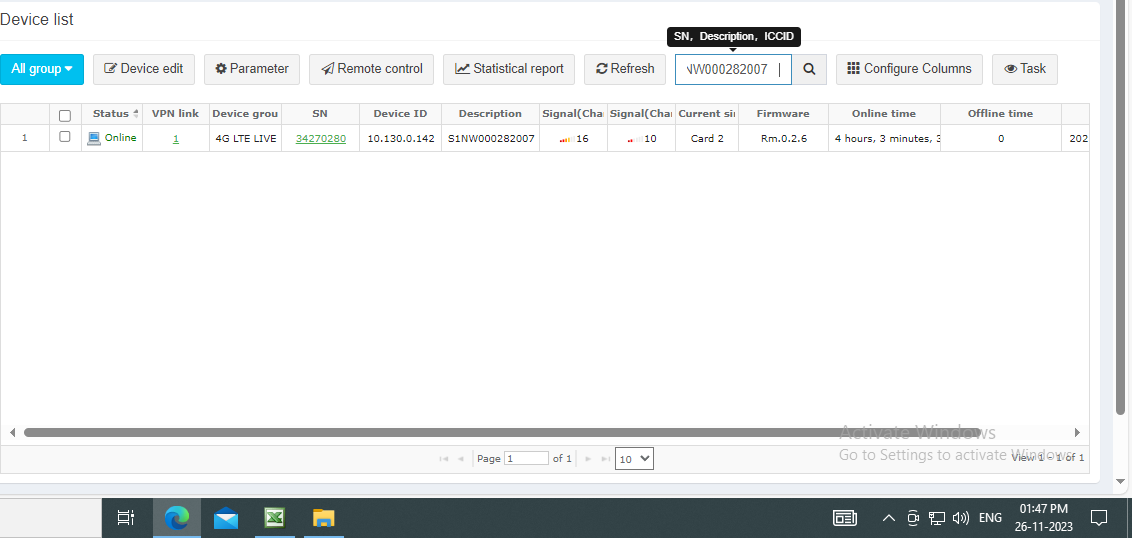 Device list
SN, Description, ICCID
All group Device edit Parameter Remote control Statistical report Refresh NW000282007 Configure Columns Task
Status VPN link Device grou SN Device ID Description Signal(Cha Signal(Cha Current si Firmware Online time Offline time
1 Online 1 4G LTE LIVE 34270280 10.130.0.142 S1NW000282007 16 10 Card 2 Rm.0.2.6 4 hours, 3 minutes, 3 0 202
Activate Windows
Go to Settings to activate Windows.
Page 1 of 1 10 View 1 - 1 of 1
ENG 01:47 PM
26-11-2023